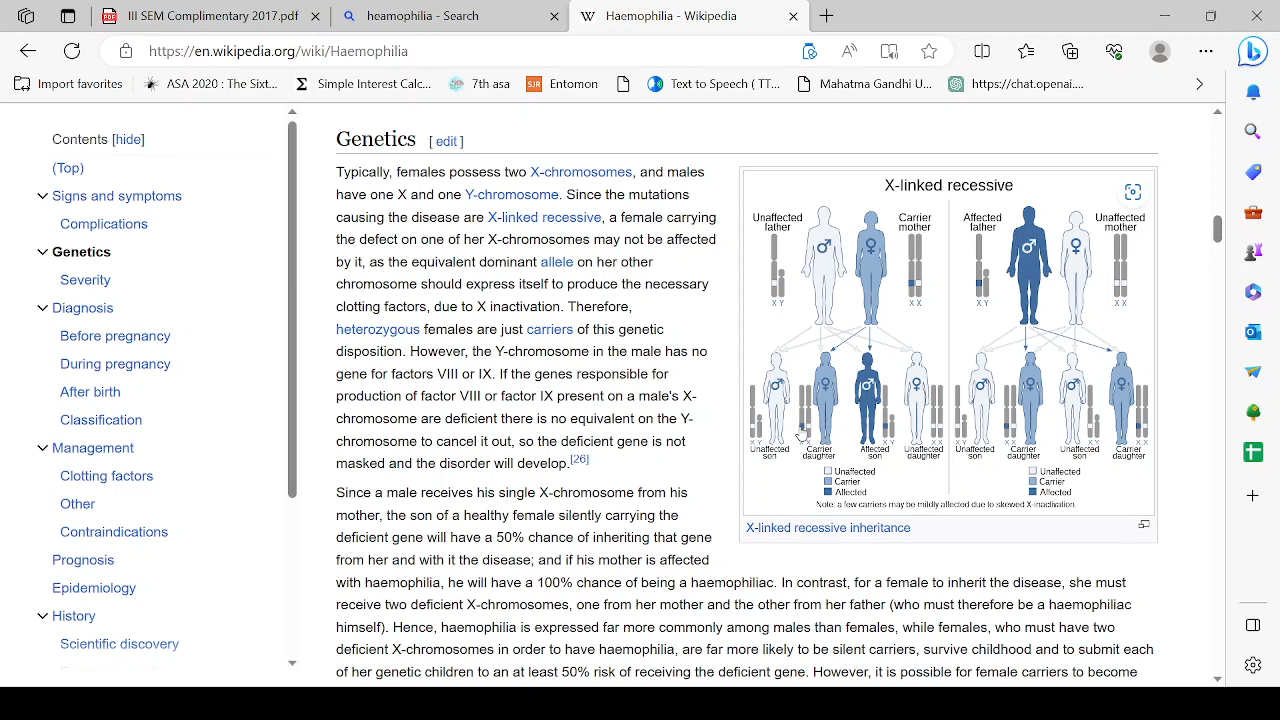 III SEM Complimentary 2017.pdf
heamophilia - Search
Haemophilia - Wikipedia
https://en.wikipedia.org/wiki/Haemophilia
Import favorites
ASA 2020 : The Sixt...
Simple Interest Calc...
7th asa
SJR Entomon
Text to Speech ( TT...
Mahatma Gandhi U...
https://chat.openai....
Contents [hide]
(Top)
Signs and symptoms
Complications
Genetics
Severity
Diagnosis
Before pregnancy
During pregnancy
After birth
Classification
Management
Clotting factors
Other
Contraindications
Prognosis
Epidemiology
History
Scientific discovery
Genetics [ edit ]
Typically, females possess two X-chromosomes, and males
have one X and one Y-chromosome. Since the mutations
causing the disease are X-linked recessive, a female carrying
the defect on one of her X-chromosomes may not be affected
by it, as the equivalent dominant allele on her other
chromosome should express itself to produce the necessary
clotting factors, due to X inactivation. Therefore,
heterozygous females are just carriers of this genetic
disposition. However, the Y-chromosome in the male has no
gene for factors VIII or IX. If the genes responsible for
production of factor VIII or factor IX present on a male's X-
chromosome are deficient there is no equivalent on the Y-
chromosome to cancel it out, so the deficient gene is not
masked and the disorder will develop.[26]
Since a male receives his single X-chromosome from his
mother, the son of a healthy female silently carrying the
deficient gene will have a 50% chance of inheriting that gene
from her and with it the disease; and if his mother is affected
with haemophilia, he will have a 100% chance of being a haemophiliac. In contrast, for a female to inherit the disease, she must
receive two deficient X-chromosomes, one from her mother and the other from her father (who must therefore be a haemophiliac
himself). Hence, haemophilia is expressed far more commonly among males than females, while females, who must have two
deficient X-chromosomes in order to have haemophilia, are far more likely to be silent carriers, survive childhood and to submit each
of her genetic children to an at least 50% risk of receiving the deficient gene. However, it is possible for female carriers to become
X-linked recessive
Unaffected
father
Carrier
mother
Affected
father
Unaffected
mother
X Y
X X
X Y
X X
X Y
X X
X Y
X X
X Y
X X
X Y
X X
Unaffected
son
Carrier
daughter
Affected
son
Unaffected
daughter
Unaffected
son
Carrier
daughter
Unaffected
son
Carrier
daughter
Unaffected
Carrier
Affected
Unaffected
Carrier
Affected
Note: a few carriers may be mildly affected due to skewed X-inactivation.
X-linked recessive inheritance